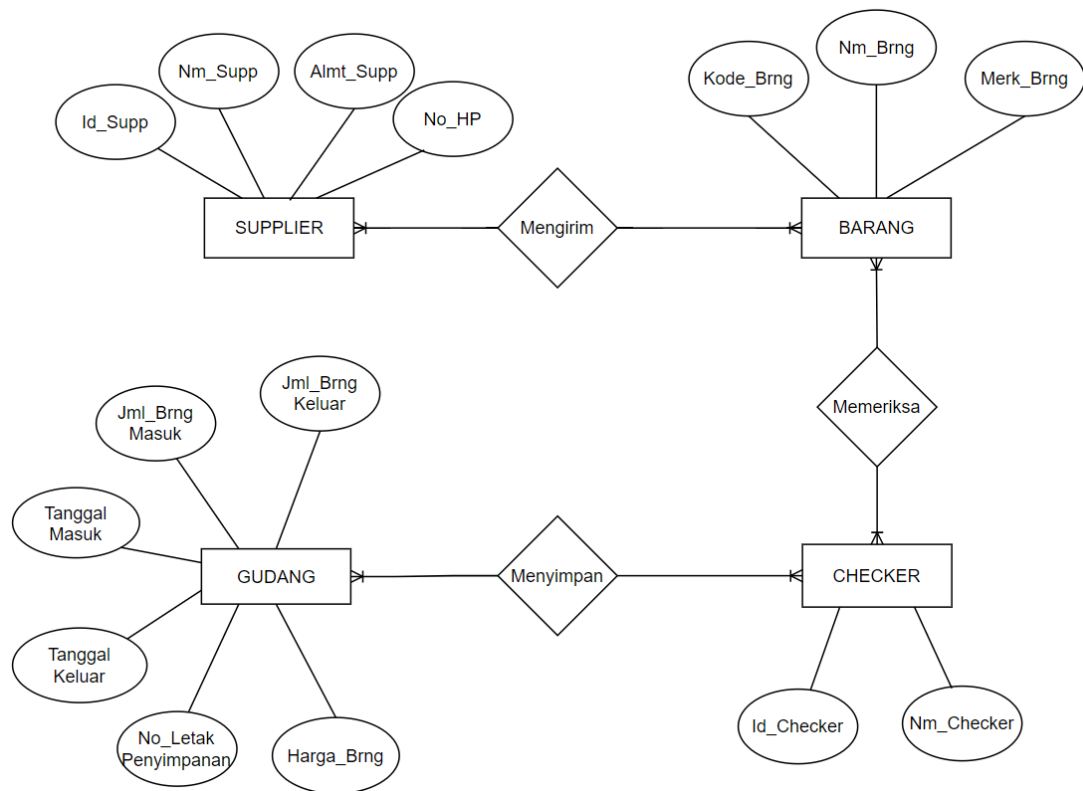 Nm_Supp
Almt_Supp
Id_Supp
No_HP
SUPPLIER
Mengirim
Nm_Brng
Kode_Brng
Merk_Brng
BARANG
Memeriksa
Jml_Brng
Keluar
Jml_Brng
Masuk
Tanggal
Masuk
GUDANG
Menyimpan
CHECKER
Tanggal
Keluar
No_Letak
Penyimpanan
Harga_Brng
Id_Checker
Nm_Checker